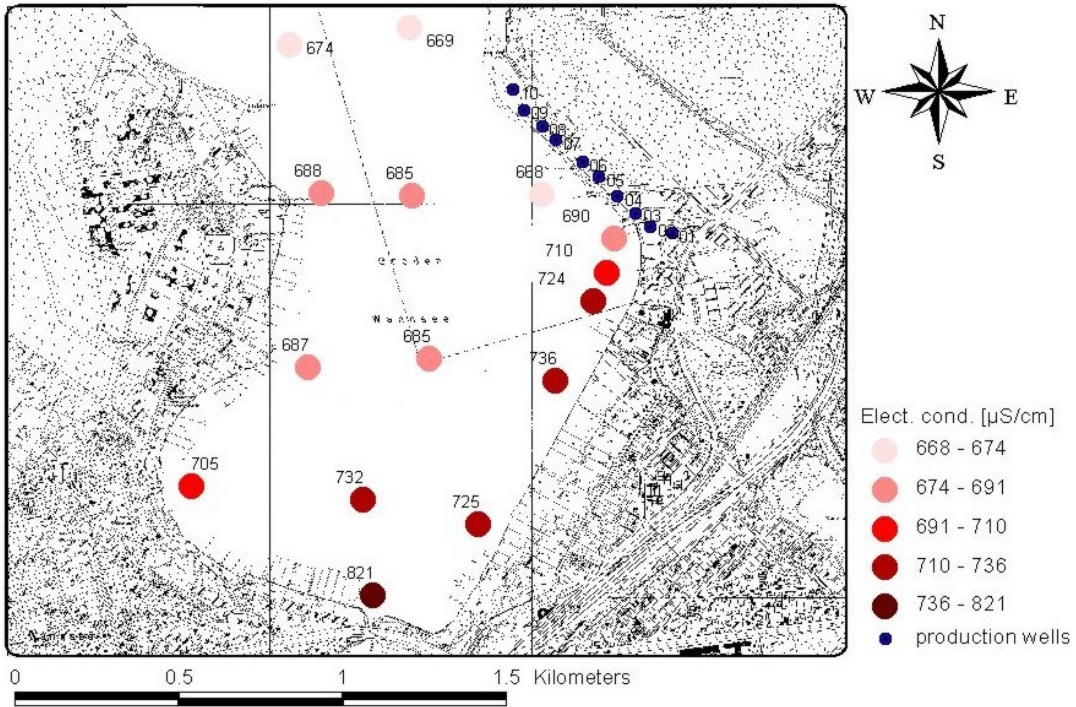 N
W E
S
669
674
10
09
08
07
06
05
04
03
01
688
685
668
690
710
Großer
724
Wannsee
687
685
736
705
732
725
821
Elect. cond. [µS/cm]
668 - 674
674 - 691
691 - 710
710 - 736
736 - 821
production wells
0 0.5 1 1.5 Kilometers